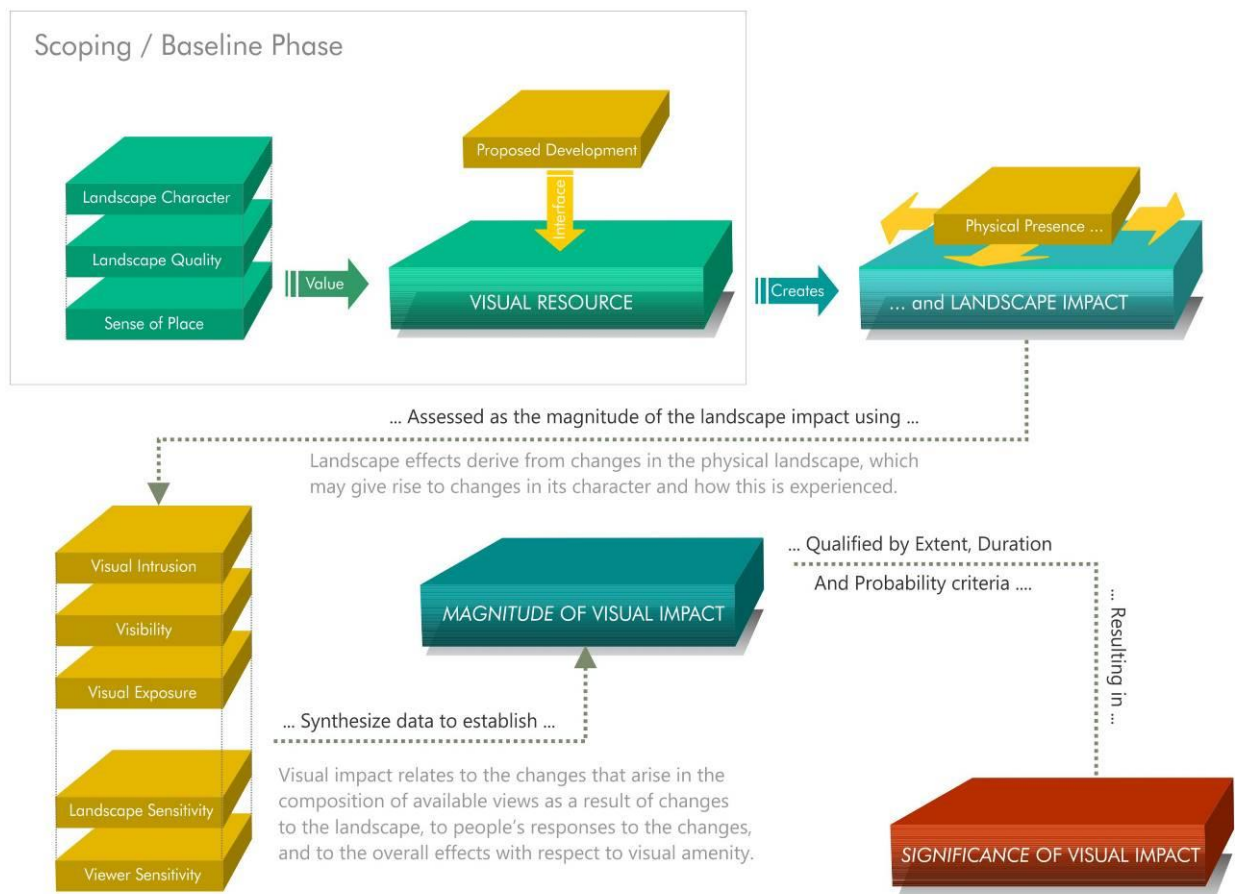 Scoping / Baseline Phase
Landscape Character
Landscape Quality
Sense of Place
Value
Proposed Development
Interface
VISUAL RESOURCE
Creates
Physical Presence ...
... and LANDSCAPE IMPACT
... Assessed as the magnitude of the landscape impact using ...
Landscape effects derive from changes in the physical landscape, which
may give rise to changes in its character and how this is experienced.
Visual Intrusion
Visibility
Visual Exposure
Landscape Sensitivity
Viewer Sensitivity
... Synthesize data to establish ...
Visual impact relates to the changes that arise in the
composition of available views as a result of changes
to the landscape, to people’s responses to the changes,
and to the overall effects with respect to visual amenity.
MAGNITUDE OF VISUAL IMPACT
... Qualified by Extent, Duration
And Probability criteria ....
... Resulting in ...
SIGNIFICANCE OF VISUAL IMPACT